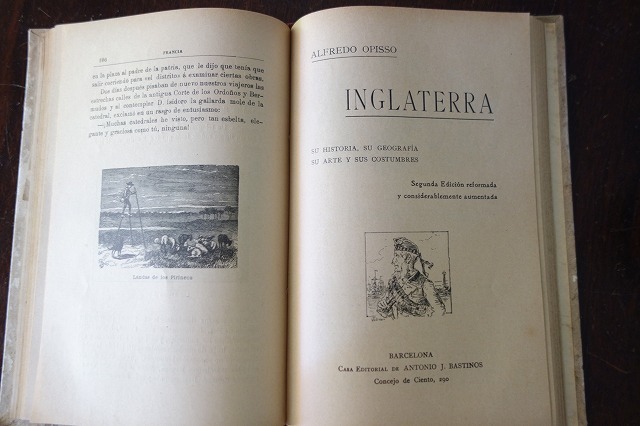 FRANCIA
en la plaza al padre de la patria, que le dijo que tenía que
salir corriendo para «el distrito» á examinar ciertas obras.
Dos días después pisaban de nuevo nuestros viajeros las
estrechas calles de la antigua Corte de los Ordoños y Ber-
mudos y al contemplar D. Isidoro la gallarda mole de la
catedral, exclamó en un rasgo de entusiasmo:
—¡Muchas catedrales he visto, pero tan esbelta, ele-
gante y graciosa como tú, ninguna!
de los Pirineos
ALFREDO OPISSO
INGLATERRA
SU HISTORIA, SU GEOGRAFÍA
SU ARTE Y SUS COSTUMBRES
Segunda Edición reformada
y considerablemente aumentada
BARCELONA
Casa Editorial de ANTONIO J. BASTINOS
Concejo de Ciento, 290